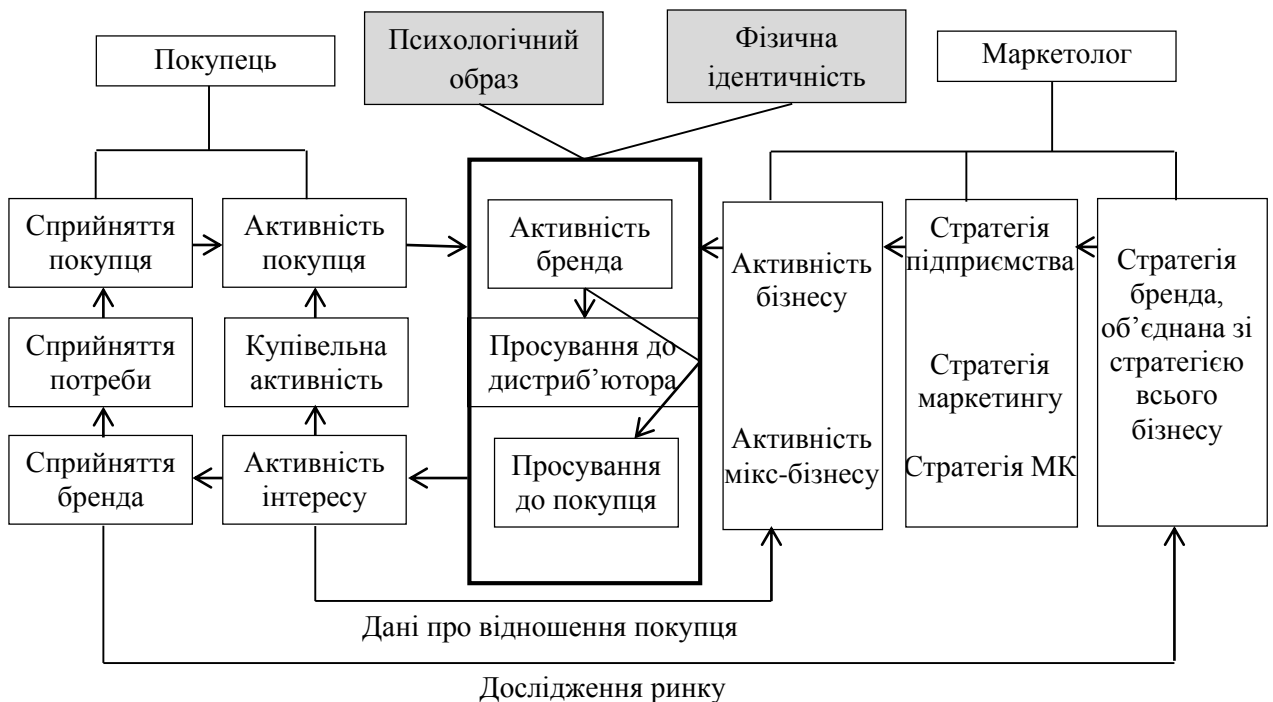 Покупець
Психологічний
образ
Фізична
ідентичність
Маркетолог
Сприйняття
покупця
Активність
покупця
Активність
бренда
Активність
бізнесу
Стратегія
підприємства
Стратегія
бренда,
об’єднана зі
стратегією
всього
бізнесу
Сприйняття
потреби
Купівельна
активність
Просування до
дистриб’ютора
Стратегія
маркетингу
Сприйняття
бренда
Активність
інтересу
Просування
до покупця
Активність
мікс-бізнесу
Стратегія МК
Дані про відношення покупця
Дослідження ринку